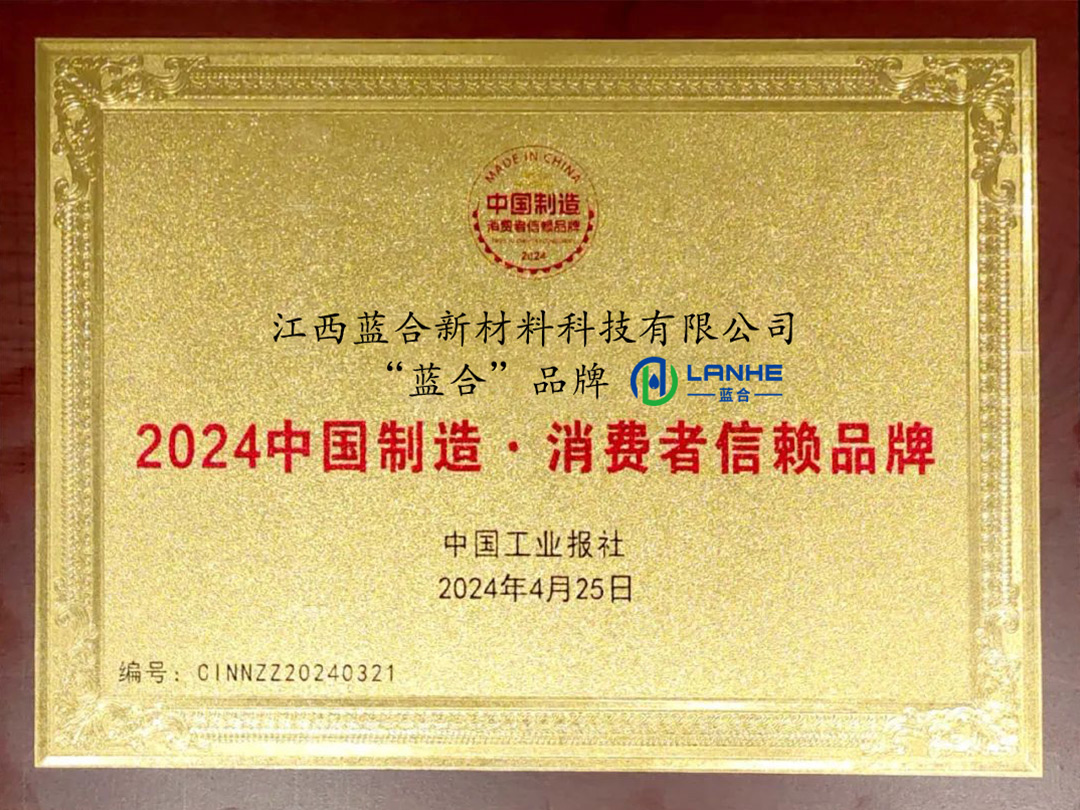 MADE IN CHINA
中国制造
消费者信赖品牌
2024
江西蓝合新材料科技有限公司
“蓝合”品牌 LANHE
蓝合
2024中国制造·消费者信赖品牌
中国工业报社
2024年4月25日
编号：CINNZZ20240321